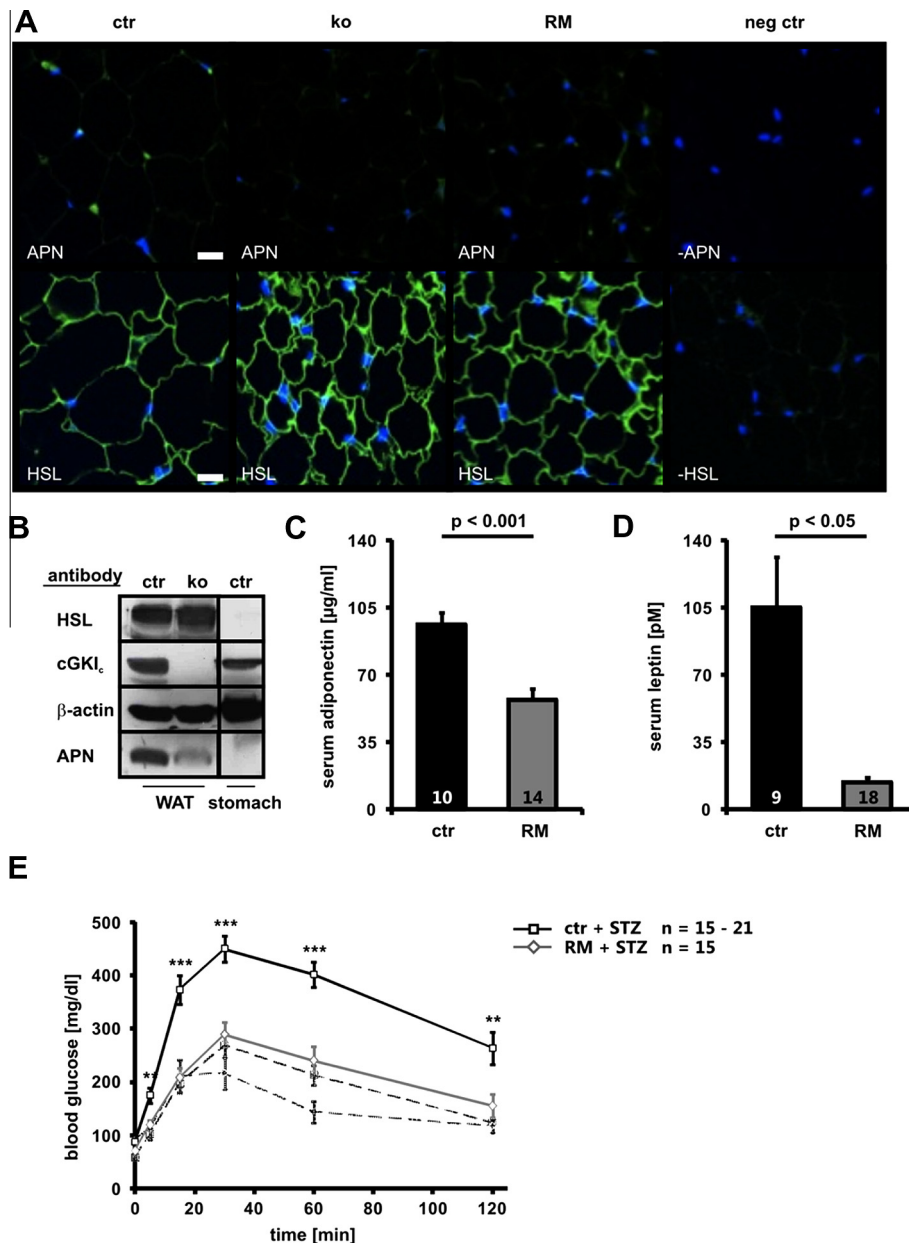 A
ctr ko RM neg ctr
APN APN APN -APN
HSL HSL HSL -HSL
B
antibody ctr ko ctr
HSL
cGKIc
β-actin
APN
WAT stomach
C
p < 0.001
serum adiponectin [µg/ml]
140
105
70
35
0
10 14
ctr RM
D
p < 0.05
serum leptin [pM]
140
105
70
35
0
9 18
ctr RM
E
blood glucose [mg/dl]
500
400
300
200
100
0
** *** *** *** **
0 20 40 60 80 100 120
time [min]
ctr + STZ n = 15 - 21
RM + STZ n = 15